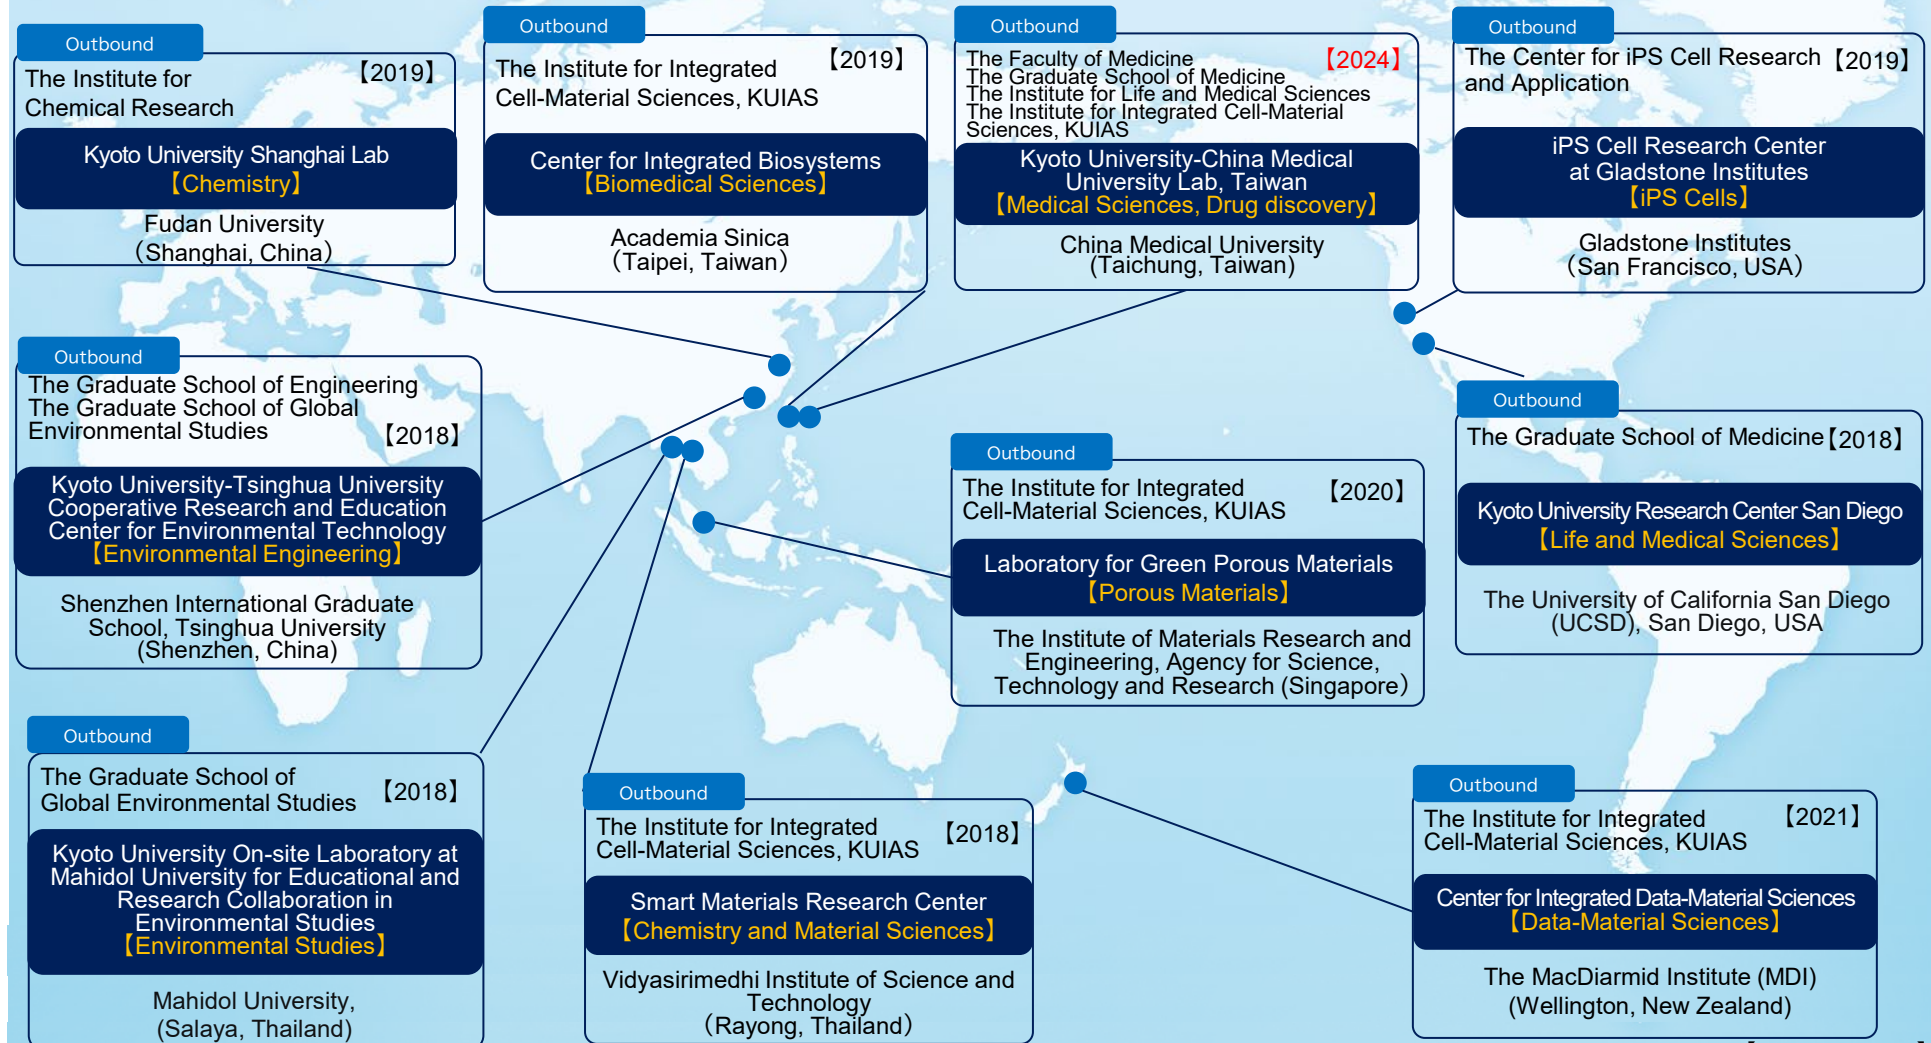 Outbound
The Institute for
Chemical Research
【2019】
Kyoto University Shanghai Lab
【Chemistry】
Fudan University
（Shanghai, China）
Outbound
The Institute for Integrated
Cell-Material Sciences, KUIAS
【2019】
Center for Integrated Biosystems
【Biomedical Sciences】
Academia Sinica
（Taipei, Taiwan）
Outbound
The Faculty of Medicine
【2024】
The Graduate School of Medicine
The Institute for Life and Medical Sciences
The Institute for Integrated Cell-Material
Sciences, KUIAS
Kyoto University-China Medical
University Lab, Taiwan
【Medical Sciences, Drug discovery】
China Medical University
(Taichung, Taiwan)
Outbound
The Center for iPS Cell Research
and Application
【2019】
iPS Cell Research Center
at Gladstone Institutes
【iPS Cells】
Gladstone Institutes
（San Francisco, USA）
Outbound
The Graduate School of Engineering
The Graduate School of Global
Environmental Studies
【2018】
Kyoto University-Tsinghua University
Cooperative Research and Education
Center for Environmental Technology
【Environmental Engineering】
Shenzhen International Graduate
School, Tsinghua University
(Shenzhen, China)
Outbound
The Institute for Integrated
Cell-Material Sciences, KUIAS
【2020】
Laboratory for Green Porous Materials
【Porous Materials】
The Institute of Materials Research and
Engineering, Agency for Science,
Technology and Research (Singapore）
Outbound
The Graduate School of Medicine【2018】
Kyoto University Research Center San Diego
【Life and Medical Sciences】
The University of California San Diego
(UCSD), San Diego, USA
Outbound
The Graduate School of
Global Environmental Studies
【2018】
Kyoto University On-site Laboratory at
Mahidol University for Educational and
Research Collaboration in
Environmental Studies
【Environmental Studies】
Mahidol University,
(Salaya, Thailand)
Outbound
The Institute for Integrated
Cell-Material Sciences, KUIAS
【2018】
Smart Materials Research Center
【Chemistry and Material Sciences】
Vidyasirimedhi Institute of Science and
Technology
（Rayong, Thailand）
Outbound
The Institute for Integrated
Cell-Material Sciences, KUIAS
【2021】
Center for Integrated Data-Material Sciences
【Data-Material Sciences】
The MacDiarmid Institute (MDI)
(Wellington, New Zealand)